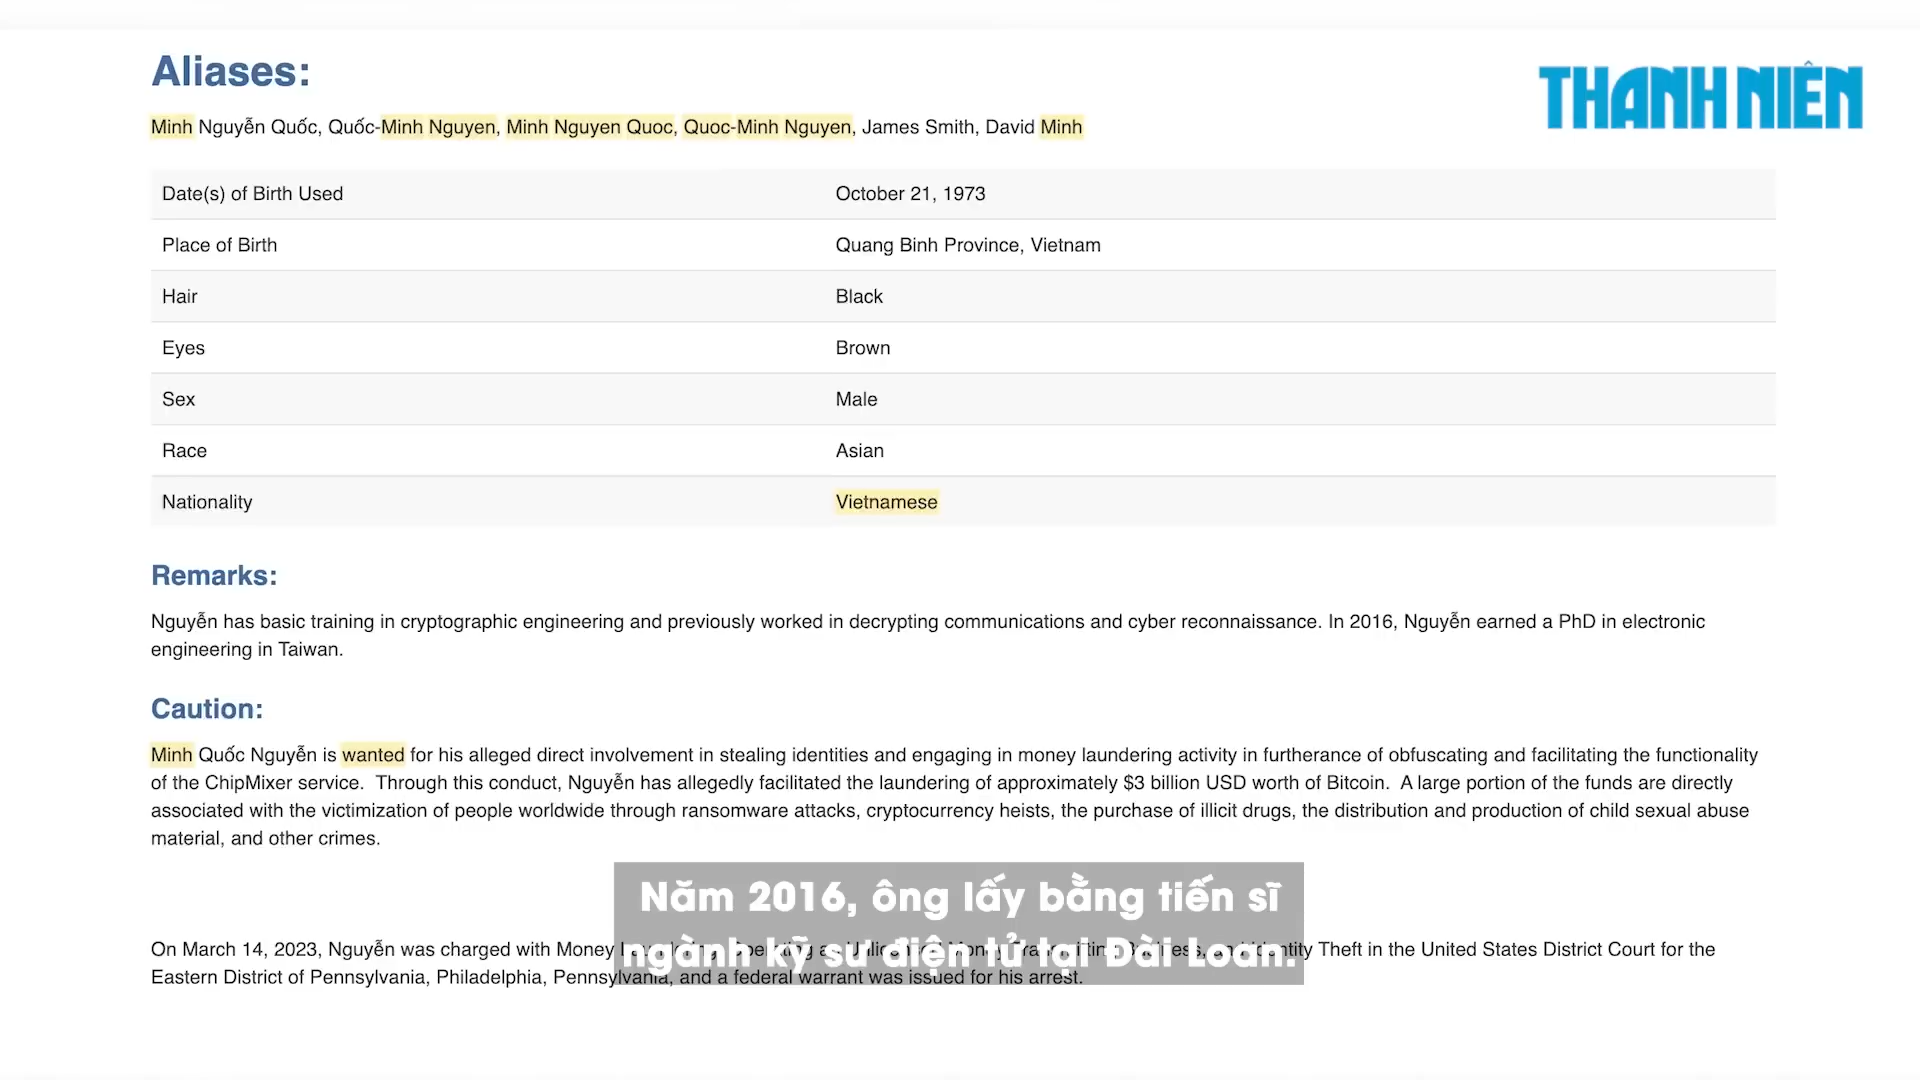 Aliases:
THANH NIÊN
Minh Nguyễn Quốc, Quốc-Minh Nguyen, Minh Nguyen Quoc, Quoc-Minh Nguyen, James Smith, David Minh
Date(s) of Birth Used October 21, 1973
Place of Birth Quang Binh Province, Vietnam
Hair Black
Eyes Brown
Sex Male
Race Asian
Nationality Vietnamese
Remarks:
Nguyễn has basic training in cryptographic engineering and previously worked in decrypting communications and cyber reconnaissance. In 2016, Nguyễn earned a PhD in electronic
engineering in Taiwan.
Caution:
Minh Quốc Nguyễn is wanted for his alleged direct involvement in stealing identities and engaging in money laundering activity in furtherance of obfuscating and facilitating the functionality
of the ChipMixer service. Through this conduct, Nguyễn has allegedly facilitated the laundering of approximately $3 billion USD worth of Bitcoin. A large portion of the funds are directly
associated with the victimization of people worldwide through ransomware attacks, cryptocurrency heists, the purchase of illicit drugs, the distribution and production of child sexual abuse
material, and other crimes.
Năm 2016, ông lấy bằng tiến sĩ
ngành kỹ sư điện tử tại Đài Loan.
On March 14, 2023, Nguyễn was charged with Money Theft in the United States District Court for the
Eastern District of Pennsylvania, Philadelphia, Pennsylvania, and a federal warrant was issued for his arrest.